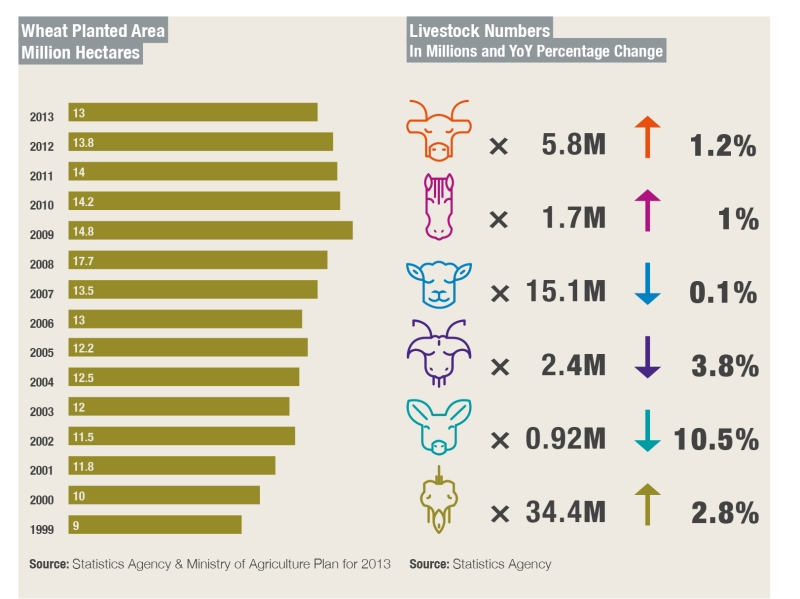 Wheat Planted Area
Million Hectares
2013 13
2012 13.8
2011 14
2010 14.2
2009 14.8
2008 17.7
2007 13.5
2006 13
2005 12.2
2004 12.5
2003 12
2002 11.5
2001 11.8
2000 10
1999 9
Source: Statistics Agency & Ministry of Agriculture Plan for 2013
Livestock Numbers
In Millions and YoY Percentage Change
× 5.8M 1.2%
× 1.7M 1%
× 15.1M 0.1%
× 2.4M 3.8%
× 0.92M 10.5%
× 34.4M 2.8%
Source: Statistics Agency